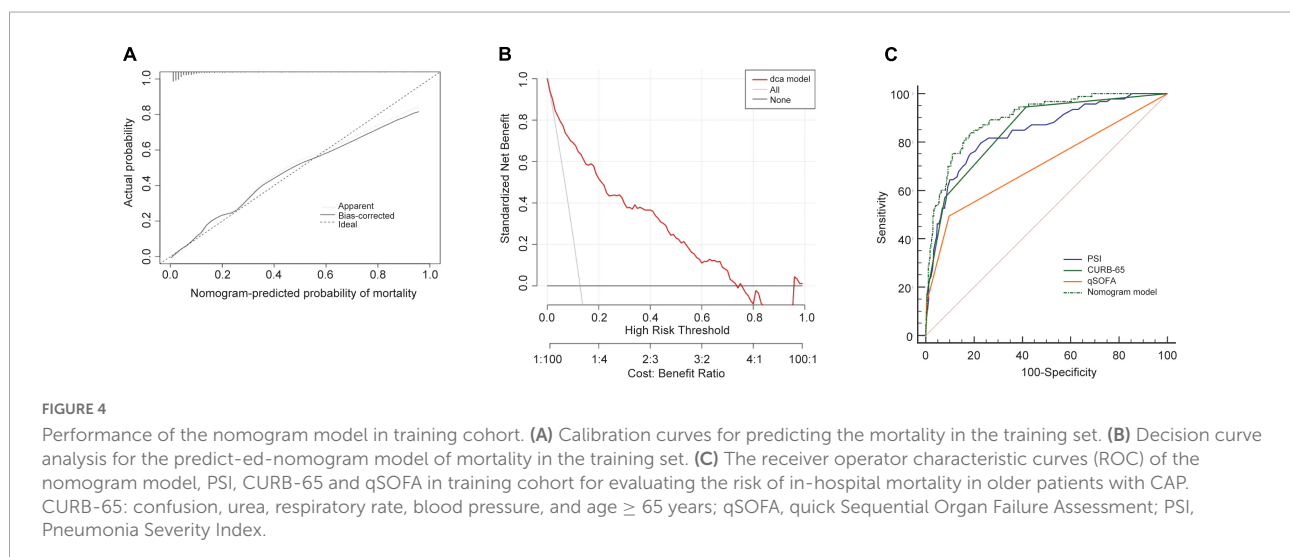 A
Actual probability
1.0
0.8
0.6
0.4
0.2
0.0
Apparent
Bias-corrected
Ideal
0.0 0.2 0.4 0.6 0.8 1.0
Nomogram-predicted probability of mortality
B
Standardized Net Benefit
1.0
0.8
0.6
0.4
0.2
0.0
dca model
All
None
0.0 0.2 0.4 0.6 0.8 1.0
High Risk Threshold
1:100 1:4 2:3 3:2 4:1 100:1
Cost: Benefit Ratio
C
Sensitivity
100
80
60
40
20
0
PSI
CURB-65
qSOFA
Nomogram model
0 20 40 60 80 100
100-Specificity
FIGURE 4
Performance of the nomogram model in training cohort. (A) Calibration curves for predicting the mortality in the training set. (B) Decision curve
analysis for the predict-ed-nomogram model of mortality in the training set. (C) The receiver operator characteristic curves (ROC) of the
nomogram model, PSI, CURB-65 and qSOFA in training cohort for evaluating the risk of in-hospital mortality in older patients with CAP.
CURB-65: confusion, urea, respiratory rate, blood pressure, and age ≥ 65 years; qSOFA, quick Sequential Organ Failure Assessment; PSI,
Pneumonia Severity Index.